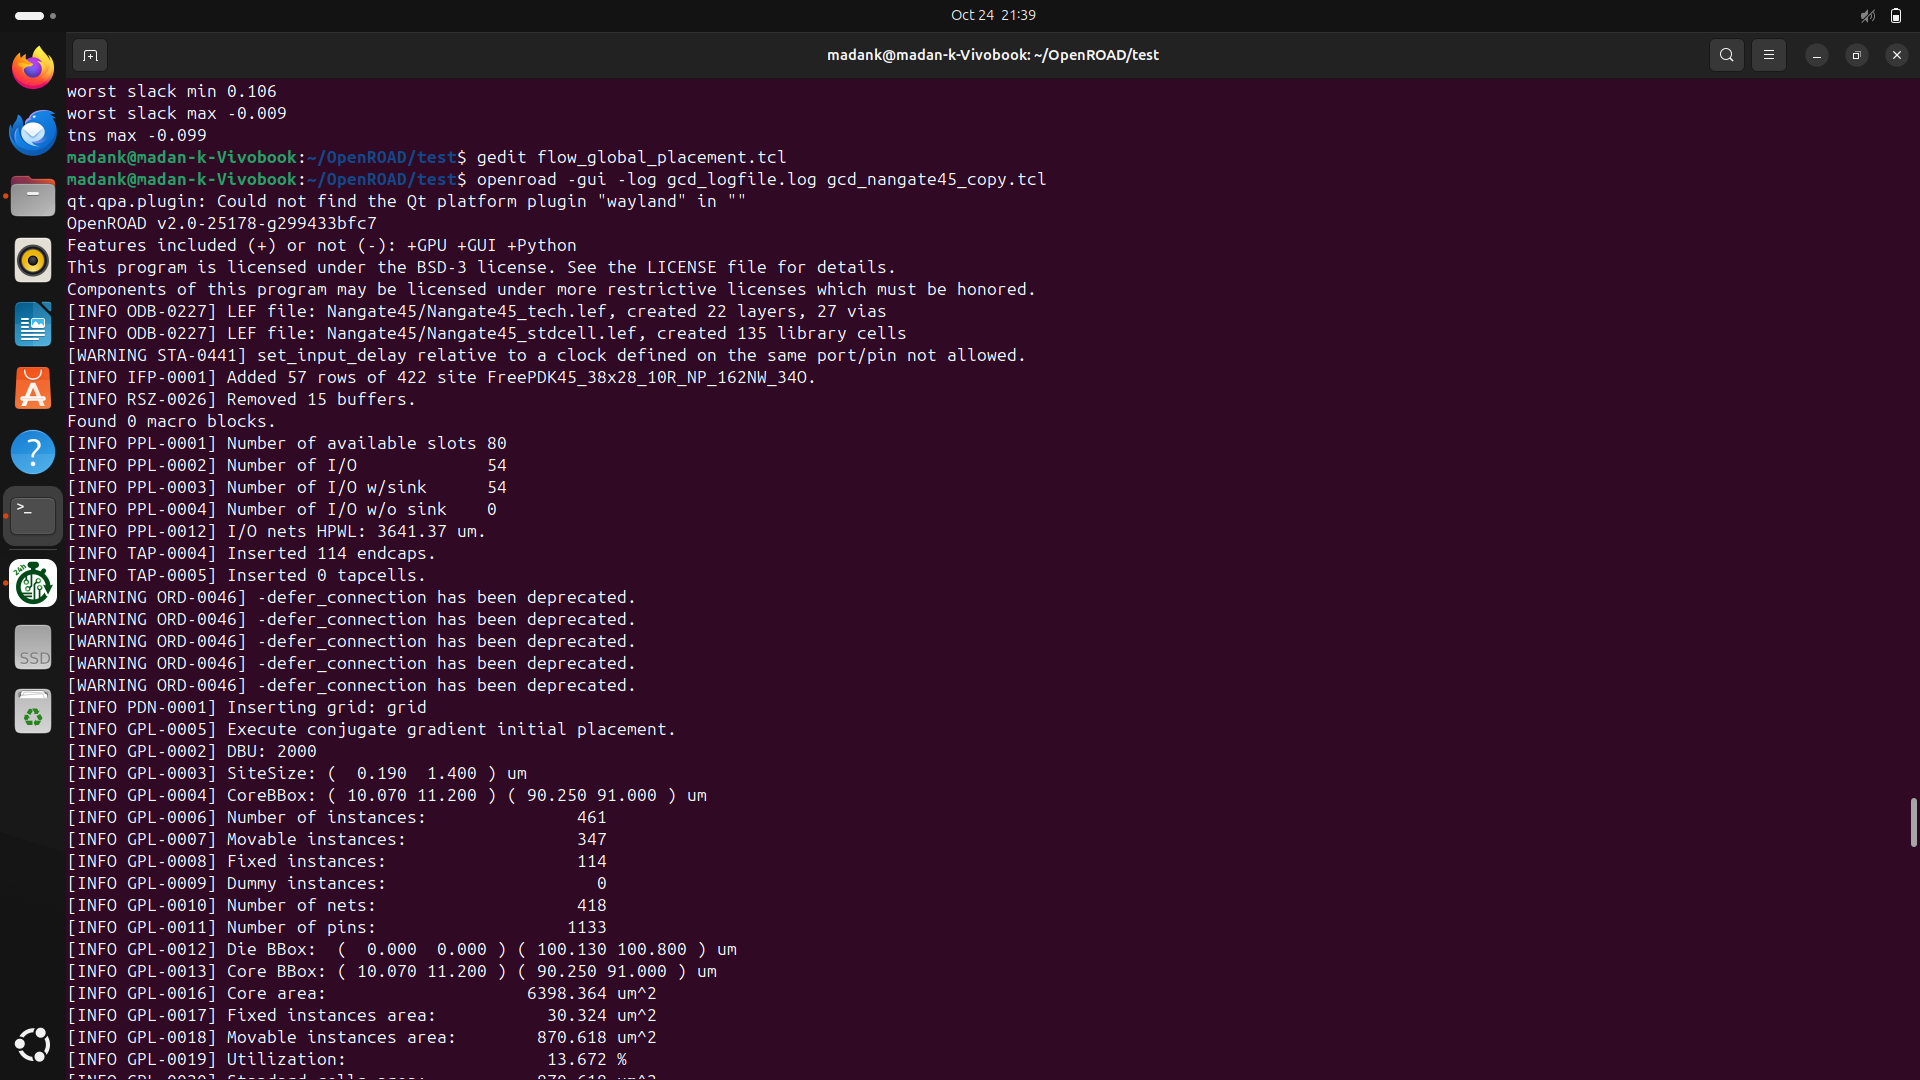 Oct 24 21:39
madank@madan-k-Vivobook: ~/OpenROAD/test
worst slack min 0.106
worst slack max -0.009
tns max -0.099
madank@madan-k-Vivobook:~/OpenROAD/test$ gedit flow_global_placement.tcl
madank@madan-k-Vivobook:~/OpenROAD/test$ openroad -gui -log gcd_logfile.log gcd_nangate45_copy.tcl
qt.qpa.plugin: Could not find the Qt platform plugin "wayland" in ""
OpenROAD v2.0-25178-g299433bfc7
Features included (+) or not (-): +GPU +GUI +Python
This program is licensed under the BSD-3 license. See the LICENSE file for details.
Components of this program may be licensed under more restrictive licenses which must be honored.
[INFO ODB-0227] LEF file: Nangate45/Nangate45_tech.lef, created 22 layers, 27 vias
[INFO ODB-0227] LEF file: Nangate45/Nangate45_stdcell.lef, created 135 library cells
[WARNING STA-0441] set_input_delay relative to a clock defined on the same port/pin not allowed.
[INFO IFP-0001] Added 57 rows of 422 site FreePDK45_38x28_10R_NP_162NW_34O.
[INFO RSZ-0026] Removed 15 buffers.
Found 0 macro blocks.
[INFO PPL-0001] Number of available slots 80
[INFO PPL-0002] Number of I/O             54
[INFO PPL-0003] Number of I/O w/sink      54
[INFO PPL-0004] Number of I/O w/o sink    0
[INFO PPL-0012] I/O nets HPWL: 3641.37 um.
[INFO TAP-0004] Inserted 114 endcaps.
[INFO TAP-0005] Inserted 0 tapcells.
[WARNING ORD-0046] -defer_connection has been deprecated.
[WARNING ORD-0046] -defer_connection has been deprecated.
[WARNING ORD-0046] -defer_connection has been deprecated.
[WARNING ORD-0046] -defer_connection has been deprecated.
[WARNING ORD-0046] -defer_connection has been deprecated.
[INFO PDN-0001] Inserting grid: grid
[INFO GPL-0005] Execute conjugate gradient initial placement.
[INFO GPL-0002] DBU: 2000
[INFO GPL-0003] SiteSize: (  0.190  1.400 ) um
[INFO GPL-0004] CoreBBox: ( 10.070 11.200 ) ( 90.250 91.000 ) um
[INFO GPL-0006] Number of instances:               461
[INFO GPL-0007] Movable instances:                 347
[INFO GPL-0008] Fixed instances:                   114
[INFO GPL-0009] Dummy instances:                     0
[INFO GPL-0010] Number of nets:                    418
[INFO GPL-0011] Number of pins:                   1133
[INFO GPL-0012] Die BBox:  (  0.000  0.000 ) ( 100.130 100.800 ) um
[INFO GPL-0013] Core BBox: ( 10.070 11.200 ) ( 90.250 91.000 ) um
[INFO GPL-0016] Core area:                    6398.364 um^2
[INFO GPL-0017] Fixed instances area:           30.324 um^2
[INFO GPL-0018] Movable instances area:        870.618 um^2
[INFO GPL-0019] Utilization:                    13.672 %
24h
SSD